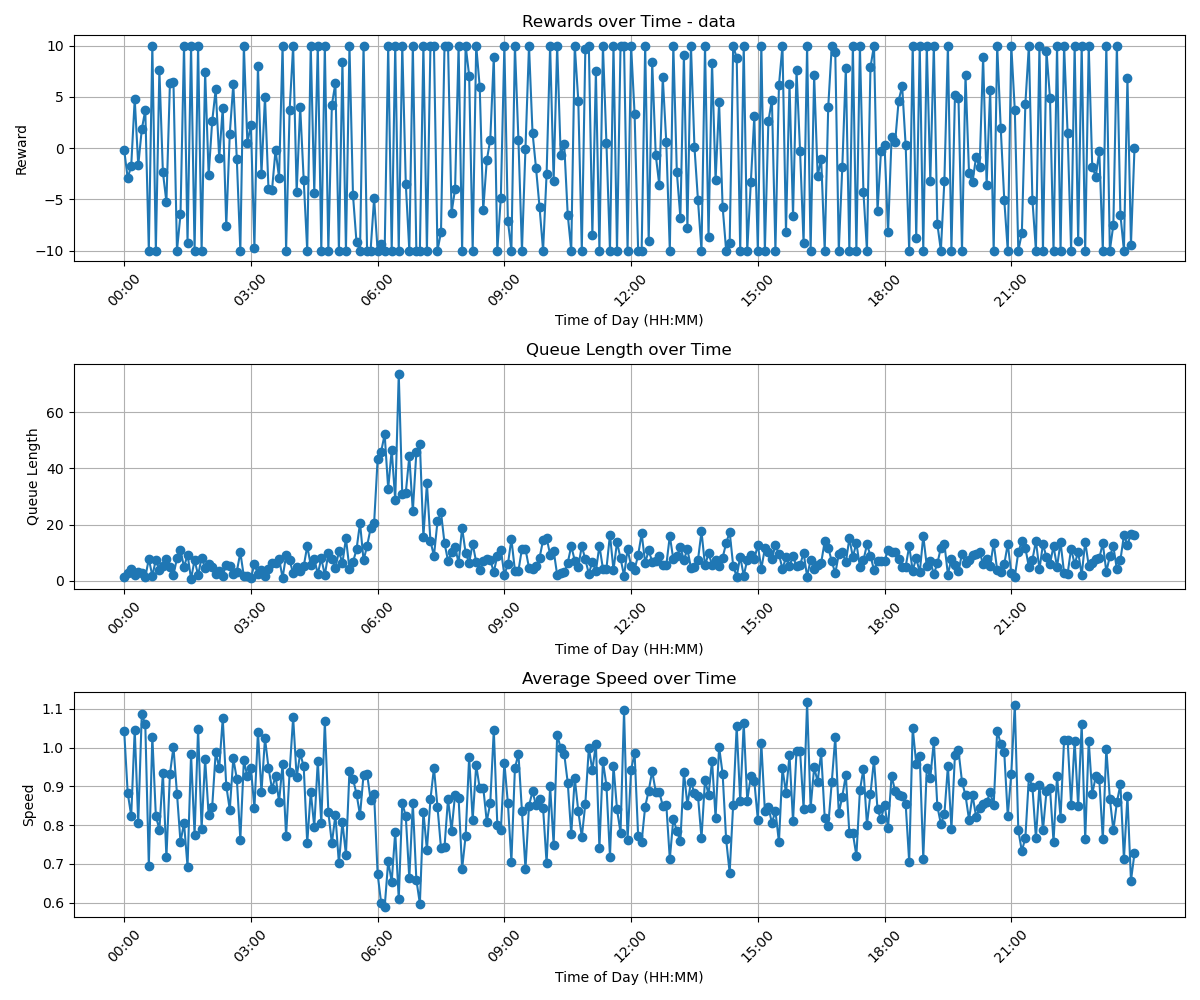 Rewards over Time - data
10
5
0
−5
−10
Reward
00:00 03:00 06:00 09:00 12:00 15:00 18:00 21:00
Time of Day (HH:MM)
Queue Length over Time
60
40
20
0
Queue Length
00:00 03:00 06:00 09:00 12:00 15:00 18:00 21:00
Time of Day (HH:MM)
Average Speed over Time
1.1
1.0
0.9
0.8
0.7
0.6
Speed
00:00 03:00 06:00 09:00 12:00 15:00 18:00 21:00
Time of Day (HH:MM)